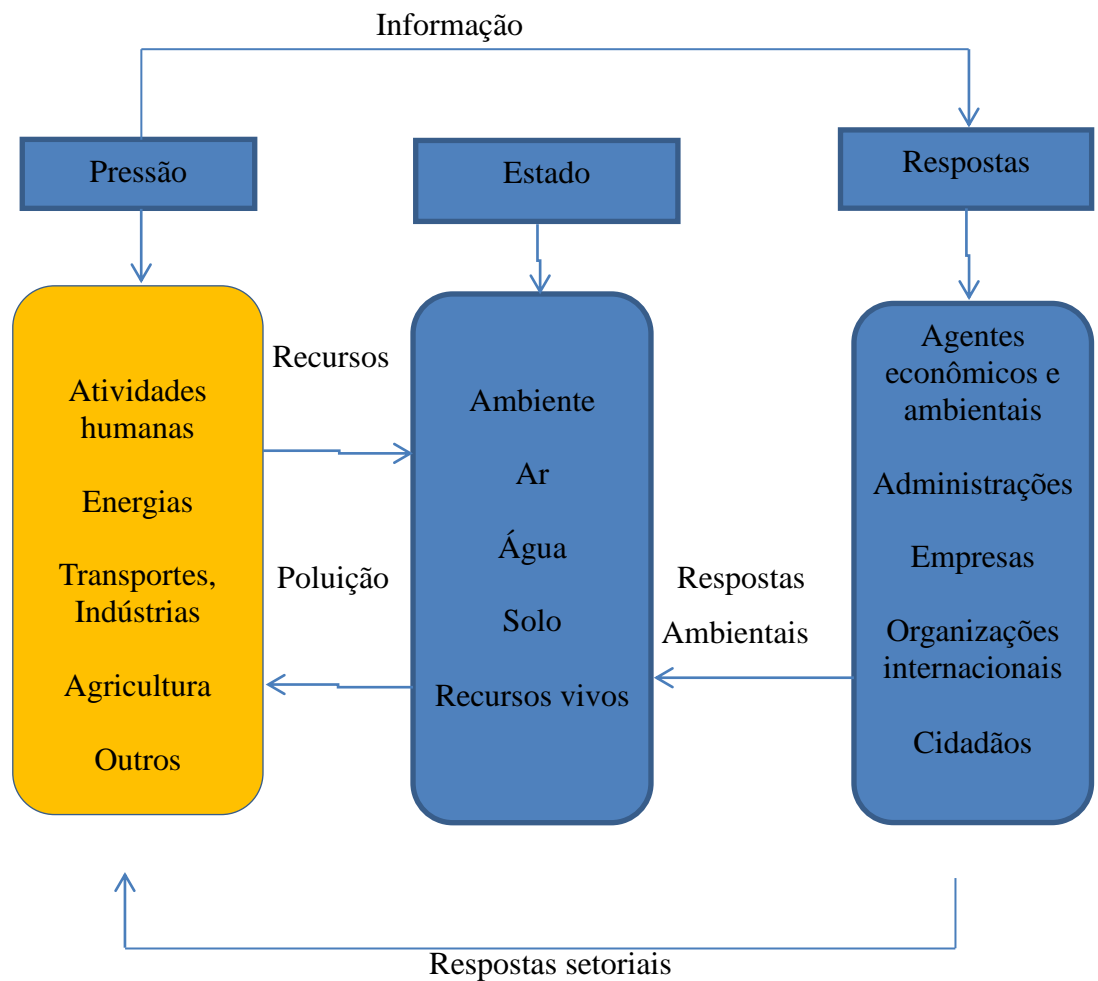 Informação
Pressão
Estado
Respostas
Atividades
humanas
Energias
Transportes,
Indústrias
Agricultura
Outros
Recursos
Poluição
Ambiente
Ar
Água
Solo
Recursos vivos
Respostas
Ambientais
Agentes
econômicos e
ambientais
Administrações
Empresas
Organizações
internacionais
Cidadãos
Respostas setoriais